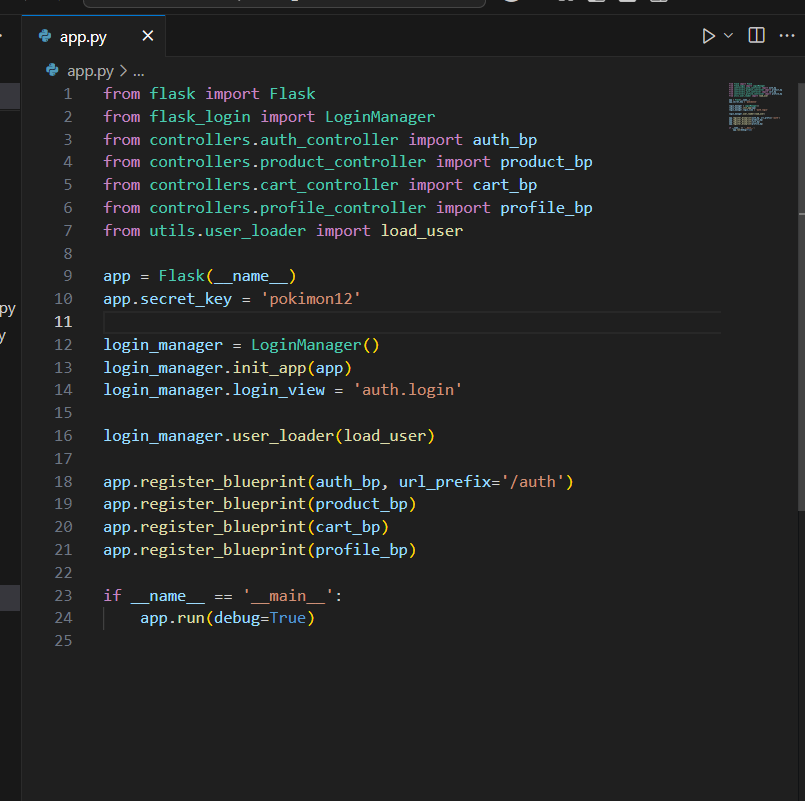 app.py
app.py > ...
1 from flask import Flask
2 from flask_login import LoginManager
3 from controllers.auth_controller import auth_bp
4 from controllers.product_controller import product_bp
5 from controllers.cart_controller import cart_bp
6 from controllers.profile_controller import profile_bp
7 from utils.user_loader import load_user
8
9 app = Flask(__name__)
10 app.secret_key = 'pokimon12'
11
12 login_manager = LoginManager()
13 login_manager.init_app(app)
14 login_manager.login_view = 'auth.login'
15
16 login_manager.user_loader(load_user)
17
18 app.register_blueprint(auth_bp, url_prefix='/auth')
19 app.register_blueprint(product_bp)
20 app.register_blueprint(cart_bp)
21 app.register_blueprint(profile_bp)
22
23 if __name__ == '__main__':
24     app.run(debug=True)
25
py
y